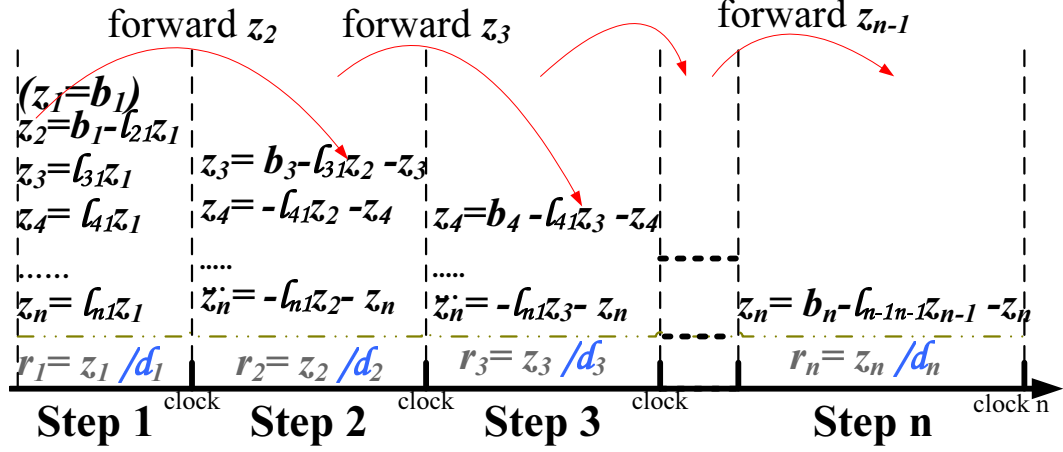 forward z₂ forward z₃ forward zₙ₋₁
(z₁=b₁)
z₂=b₁-l₂₁z₁
z₃=l₃₁z₁
z₄= l₄₁z₁
......
zₙ= lₙ₁z₁
r₁= z₁ /d₁
z₃= b₃-l₃₁z₂ -z₃
z₄= -l₄₁z₂ -z₄
.....
zₙ= -lₙ₁z₂- zₙ
r₂= z₂ /d₂
z₄=b₄ -l₄₁z₃ -z₄
.....
zₙ= -lₙ₁z₃- zₙ
r₃= z₃ /d₃
zₙ= bₙ-lₙ₋₁ₙ₋₁zₙ₋₁ -zₙ
rₙ= zₙ /dₙ
clock clock clock clock n
Step 1 Step 2 Step 3 Step n